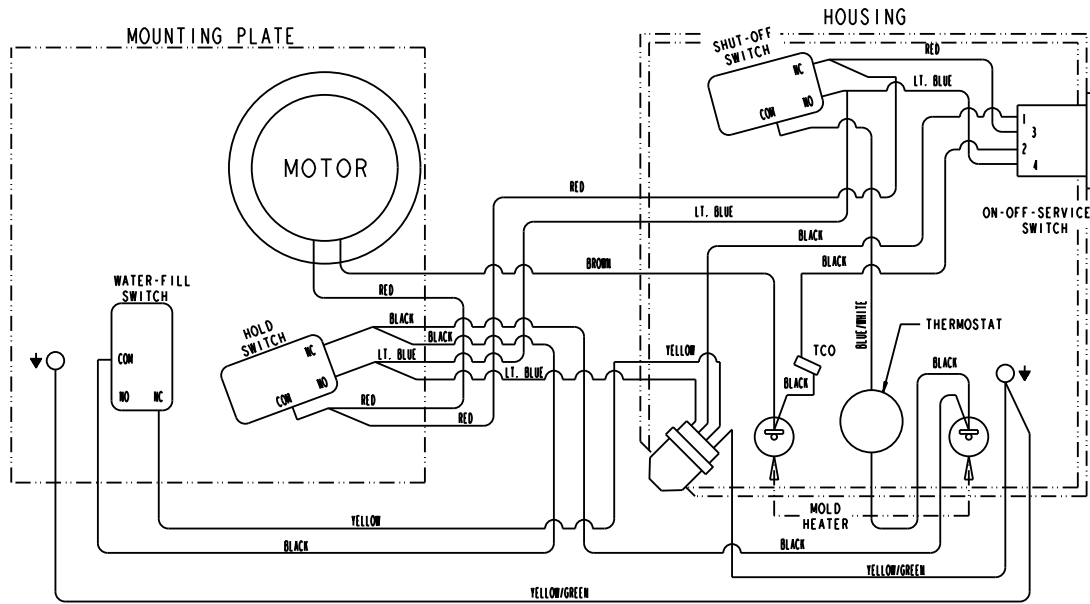 HOUSING
MOUNTING PLATE
SHUT-OFF
SWITCH
RED
NC
NO
COM
LT. BLUE
1
3
2
4
MOTOR
RED
LT. BLUE
ON-OFF-SERVICE
SWITCH
BLACK
BLACK
BROWN
WATER-FILL
SWITCH
RED
BLACK
BLACK
HOLD
SWITCH
NC
NO
COM
LT. BLUE
LT. BLUE
YELLOW
BLUE/WHITE
THERMOSTAT
TCO
BLACK
BLACK
COM
NO
NC
RED
RED
MOLD
HEATER
YELLOW
BLACK
BLACK
YELLOW/GREEN
YELLOW/GREEN